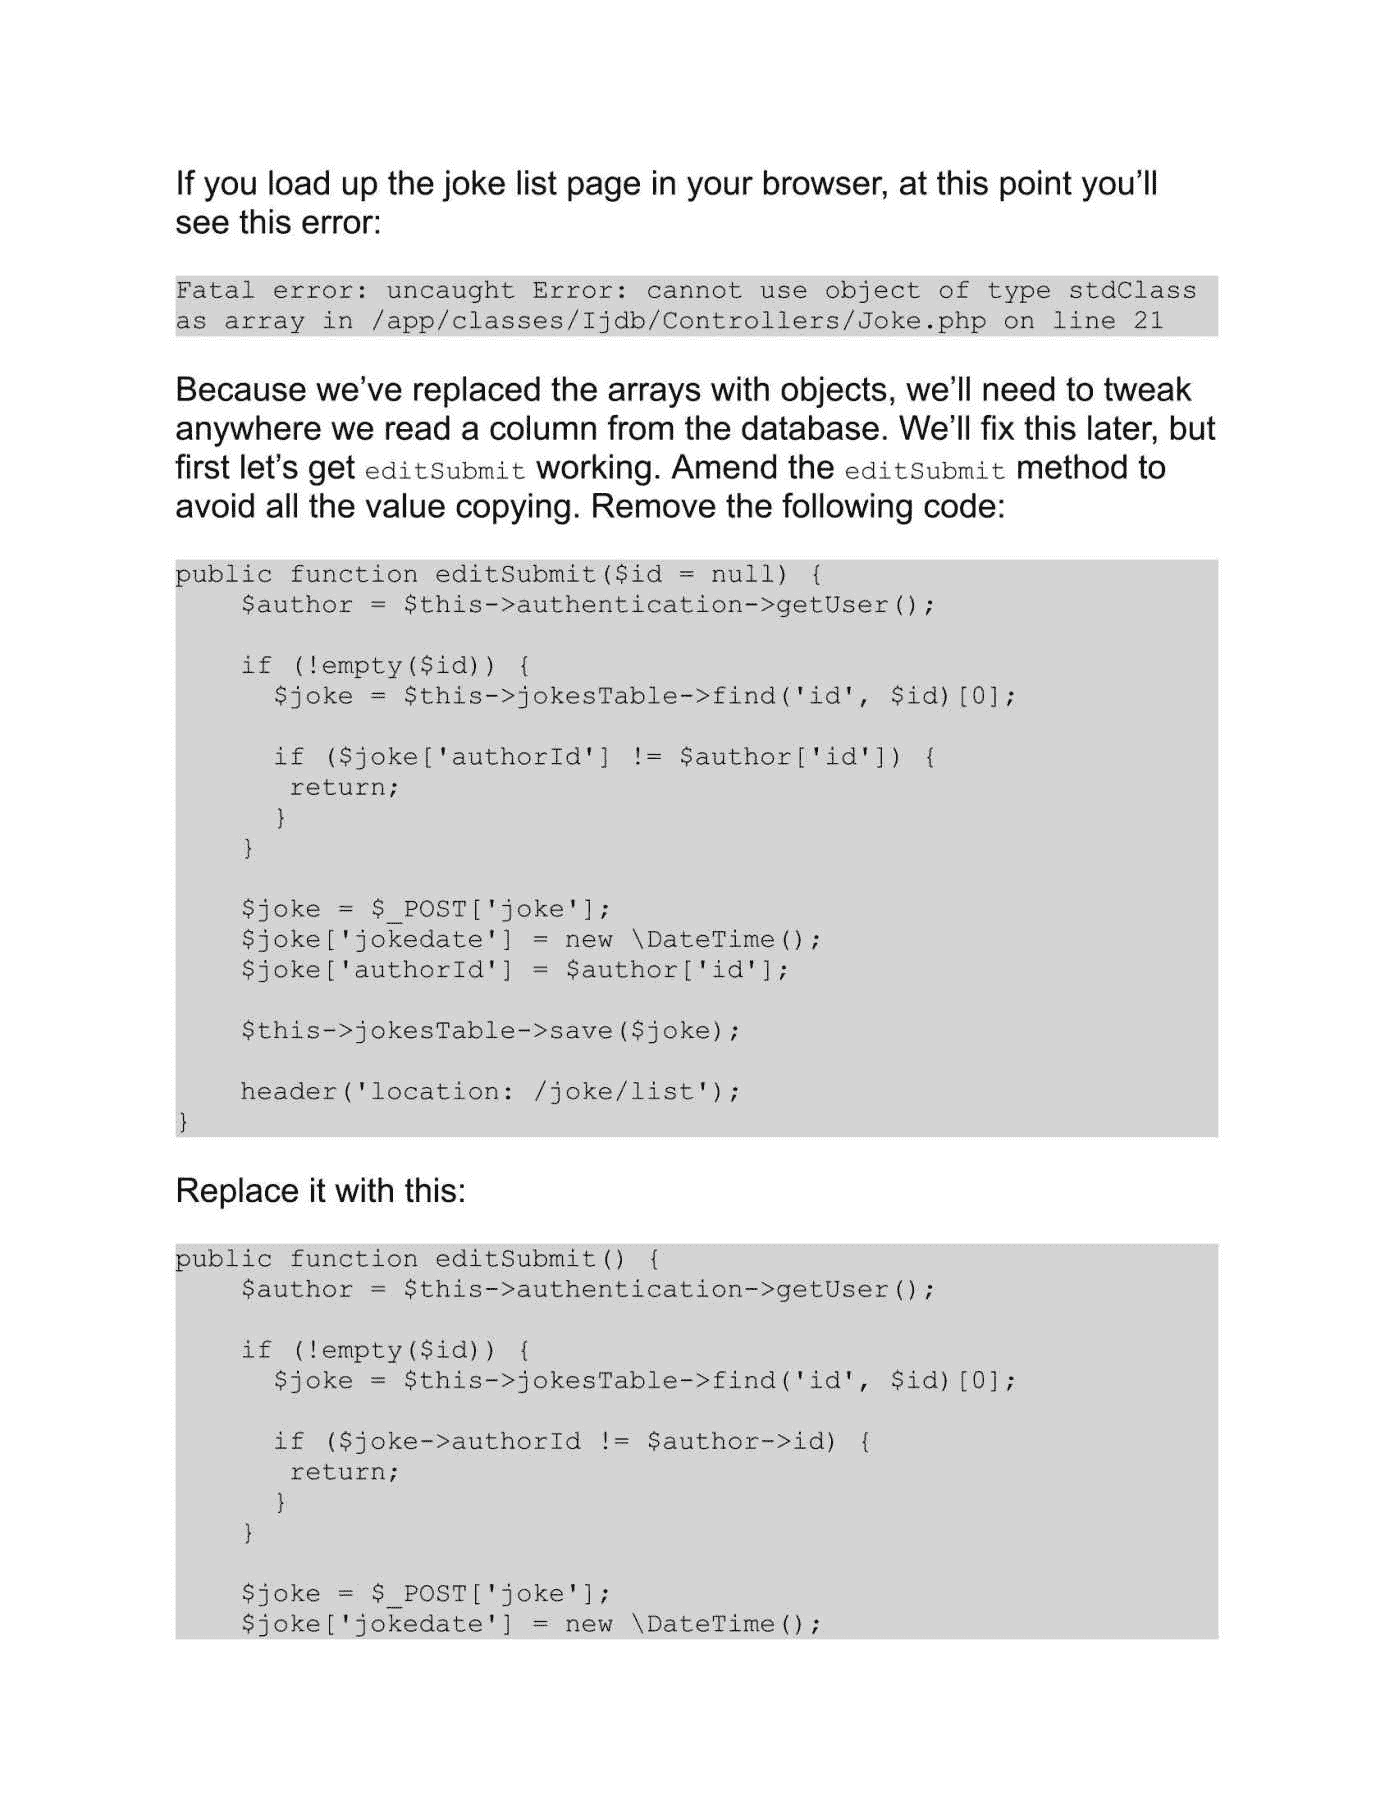 If you load up the joke list page in your browser, at this point you’ll
see this error:
Fatal error: uncaught Error: cannot use object of type stdClass
as array in /app/classes/Ijdb/Controllers/Joke.php on line 21
Because we’ve replaced the arrays with objects, we’ll need to tweak
anywhere we read a column from the database. We’ll fix this later, but
first let’s get editSubmit working. Amend the editSubmit method to
avoid all the value copying. Remove the following code:
public function editSubmit($id = null) {
    $author = $this->authentication->getUser();
    if (!empty($id)) {
      $joke = $this->jokesTable->find('id', $id)[0];
      if ($joke['authorId'] != $author['id']) {
       return;
      }
    }
    $joke = $_POST['joke'];
    $joke['jokedate'] = new \DateTime();
    $joke['authorId'] = $author['id'];
    $this->jokesTable->save($joke);
    header('location: /joke/list');
}
Replace it with this:
public function editSubmit() {
    $author = $this->authentication->getUser();
    if (!empty($id)) {
      $joke = $this->jokesTable->find('id', $id)[0];
      if ($joke->authorId != $author->id) {
       return;
      }
    }
    $joke = $_POST['joke'];
    $joke['jokedate'] = new \DateTime();